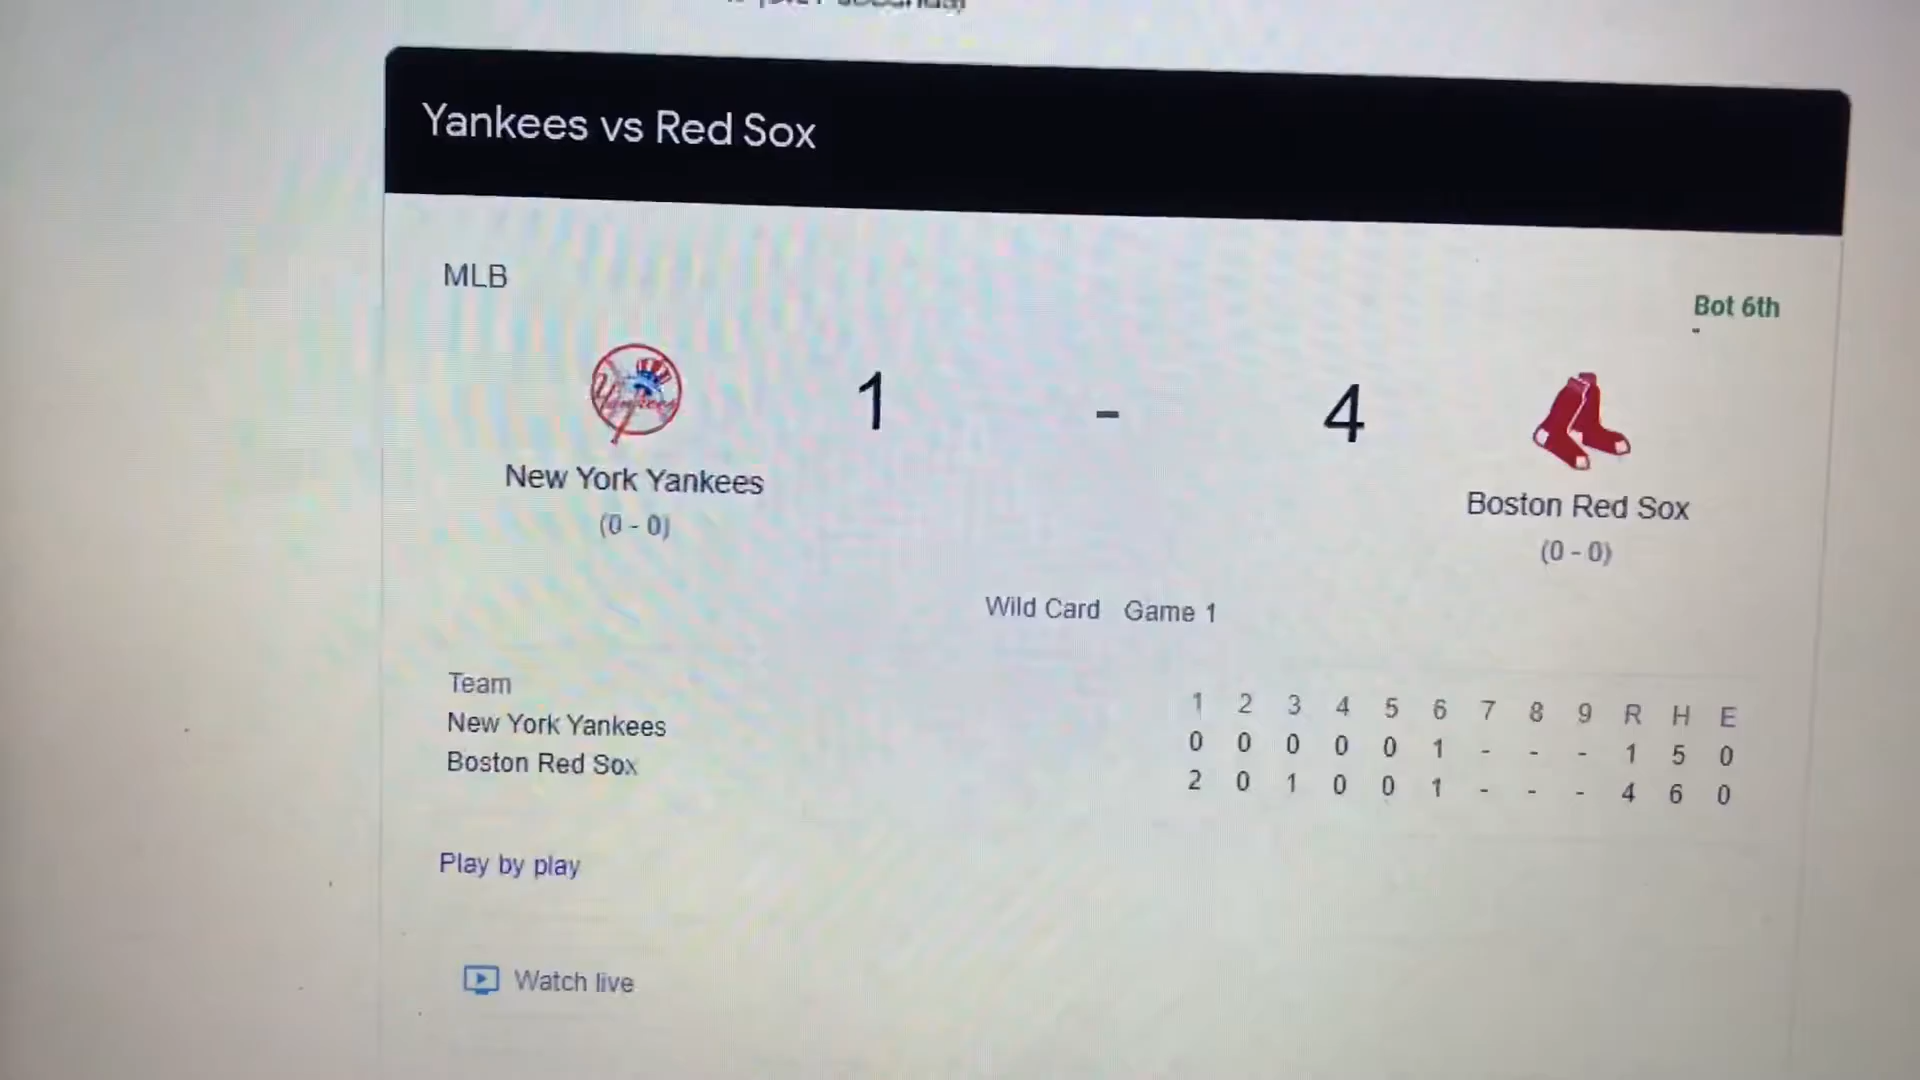 Yankees vs Red Sox
MLB
Bot 6th
Yankees
1 - 4
New York Yankees
Boston Red Sox
(0 - 0)
(0 - 0)
Wild Card Game 1
Team 1 2 3 4 5 6 7 8 9 R H E
New York Yankees 0 0 0 0 0 1 - - - 1 5 0
Boston Red Sox 2 0 1 0 0 1 - - - 4 6 0
Play by play
Watch live